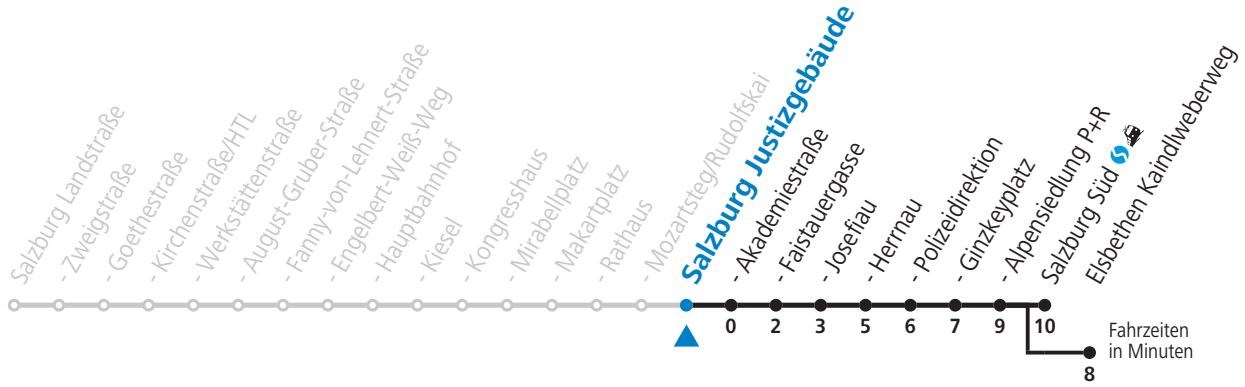 Salzburg Landstraße
- Zweigstraße
- Goethestraße
- Kirchenstraße/HTL
- Werkstättenstraße
- August-Gruber-Straße
- Fanny-von-Lehnert-Straße
- Engelbert-Weiß-Weg
- Hauptbahnhof
- Kiesel
- Kongresshaus
- Mirabellplatz
- Makartplatz
- Rathaus
- Mozartsteg/Rudolfskai
Salzburg Justizgebäude
- Akademiestraße
- Faistauergasse
- Josefiau
- Herrnau
- Polizeidirektion
- Ginzkeyplatz
- Alpensiedlung P+R
Salzburg Süd
Elsbethen Kaindlweberweg
0 2 3 5 6 7 9 10
Fahrzeiten
in Minuten
8